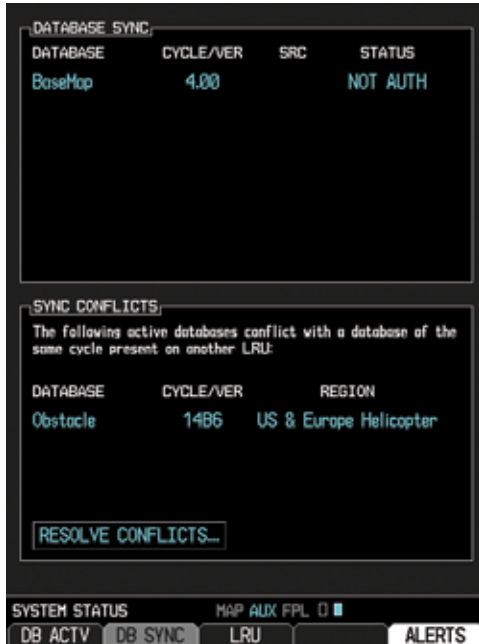 DATABASE SYNC
DATABASE CYCLE/VER SRC STATUS
BaseMap 4.00 NOT AUTH
SYNC CONFLICTS
The following active databases conflict with a database of the
same cycle present on another LRU:
DATABASE CYCLE/VER REGION
Obstacle 14B6 US & Europe Helicopter
RESOLVE CONFLICTS…
SYSTEM STATUS MAP AUX FPL
DB ACTV DB SYNC LRU ALERTS